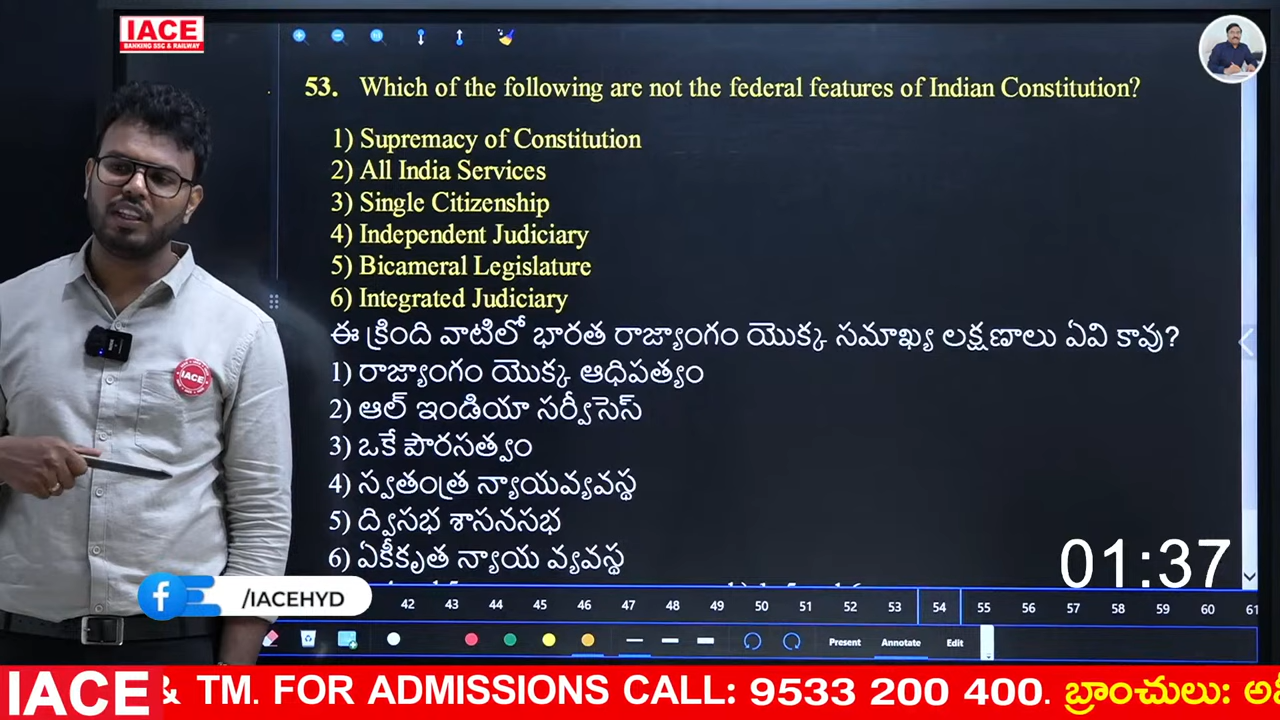 IACE
BANKING SSC & RAILWAY
53. Which of the following are not the federal features of Indian Constitution?
1) Supremacy of Constitution
2) All India Services
3) Single Citizenship
4) Independent Judiciary
5) Bicameral Legislature
6) Integrated Judiciary
ఈ క్రింది వాటిలో భారత రాజ్యాంగం యొక్క సమాఖ్య లక్షణాలు ఏవి కావు?
1) రాజ్యాంగం యొక్క ఆధిపత్యం
2) ఆల్ ఇండియా సర్వీసెస్
3) ఒకే పౌరసత్వం
4) స్వతంత్ర న్యాయవ్యవస్థ
5) ద్విసభ శాసనసభ
6) ఏకీకృత న్యాయ వ్యవస్థ
IACE
01:37
/IACEHYD
42 43 44 45 46 47 48 49 50 51 52 53 54 55 56 57 58 59 60 61
Present Annotate Edit
IACE & TM. FOR ADMISSIONS CALL: 9533 200 400. బ్రాంచులు: